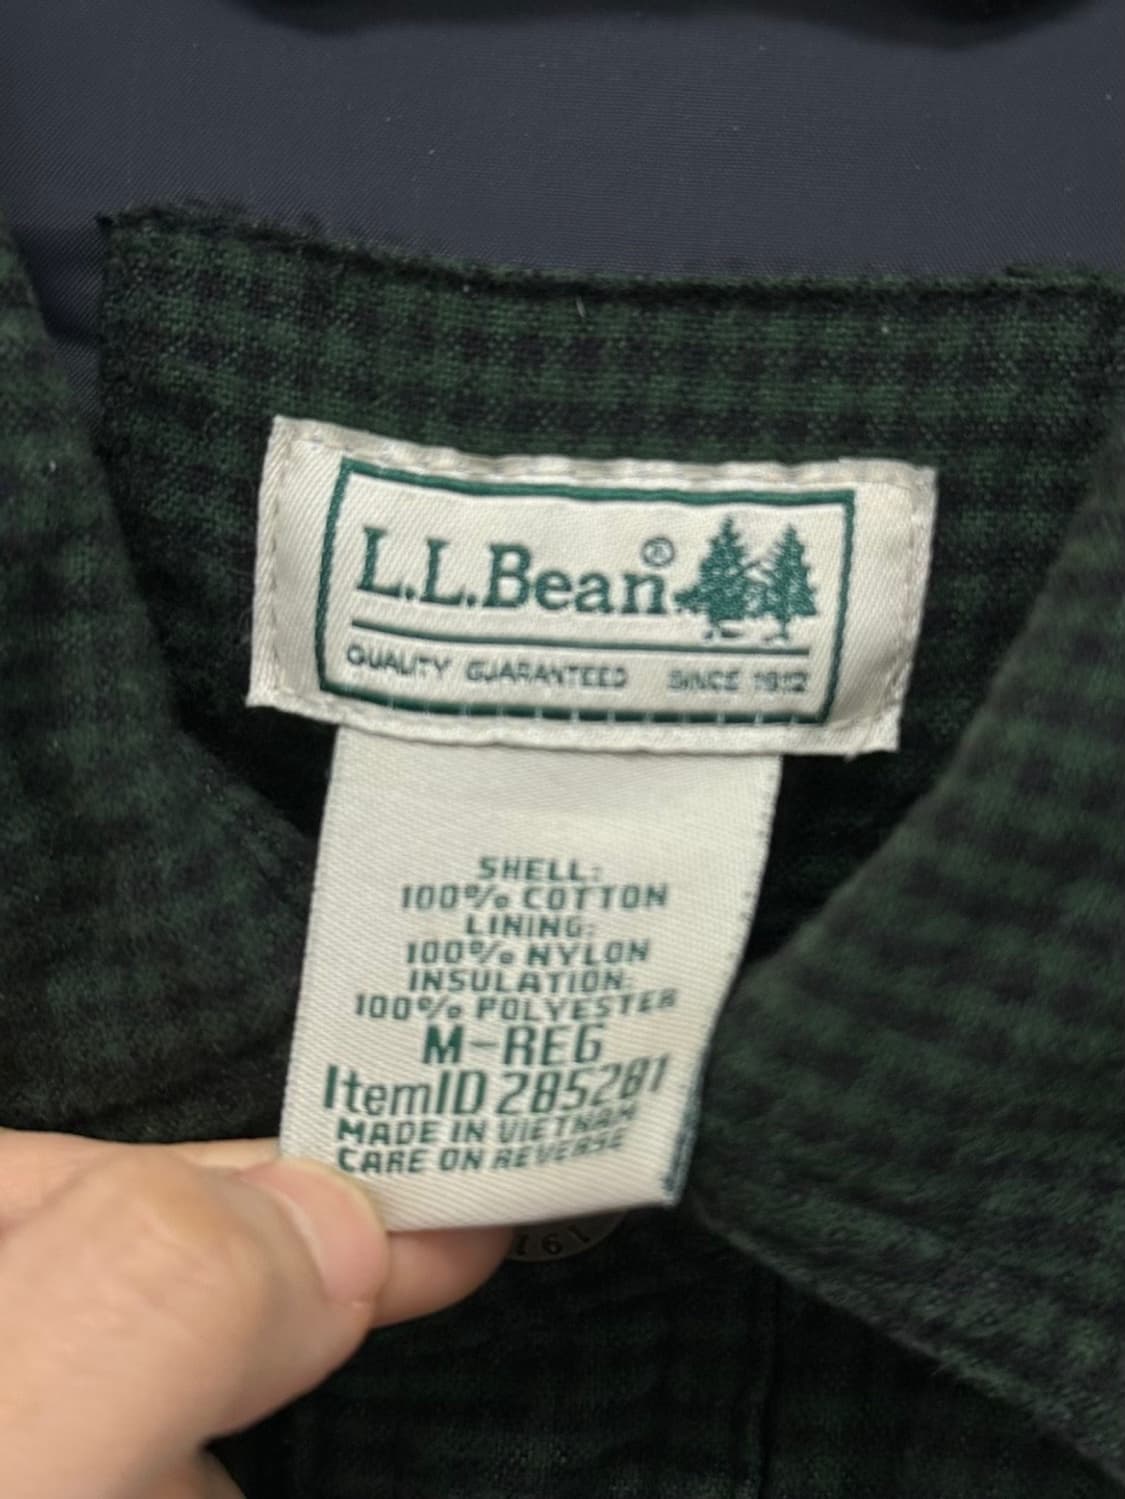 L.L.Bean®
QUALITY GUARANTEED SINCE 1912
SHELL:
100% COTTON
LINING:
100% NYLON
INSULATION:
100% POLYESTER
M-REG
ItemID 285281
MADE IN VIETNAM
CARE ON REVERSE